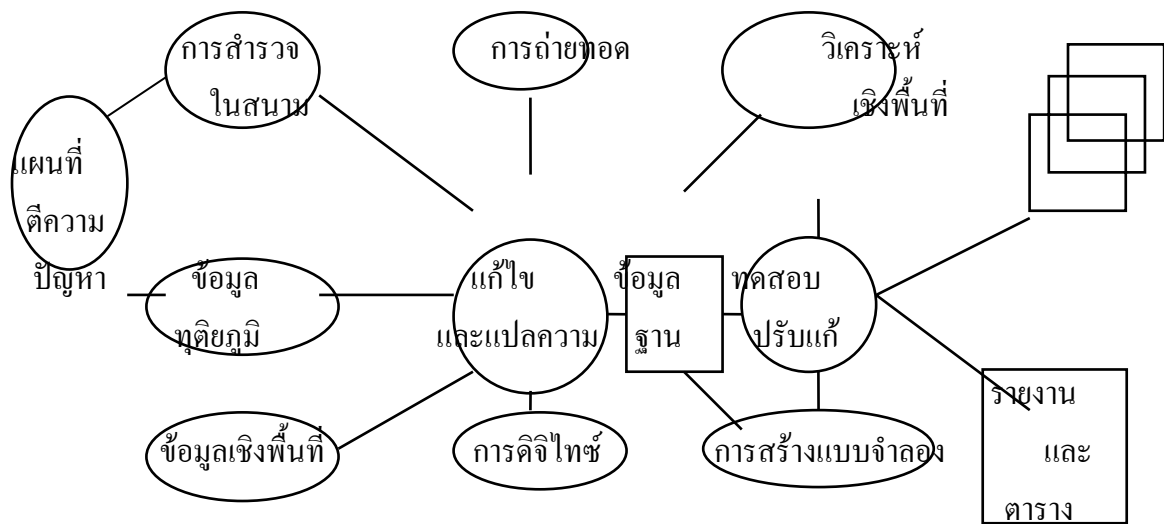 การสำรวจ
ในสนาม
การถ่ายทอด
วิเคราะห์
เชิงพื้นที่
แผนที่
ตีความ
ปัญหา
ข้อมูล
ทุติยภูมิ
แก้ไข
และแปลความ
ข้อมูล
ฐาน
ทดสอบ
ปรับแก้
ข้อมูลเชิงพื้นที่
การดิจิไทซ์
การสร้างแบบจำลอง
รายงาน
และ
ตาราง